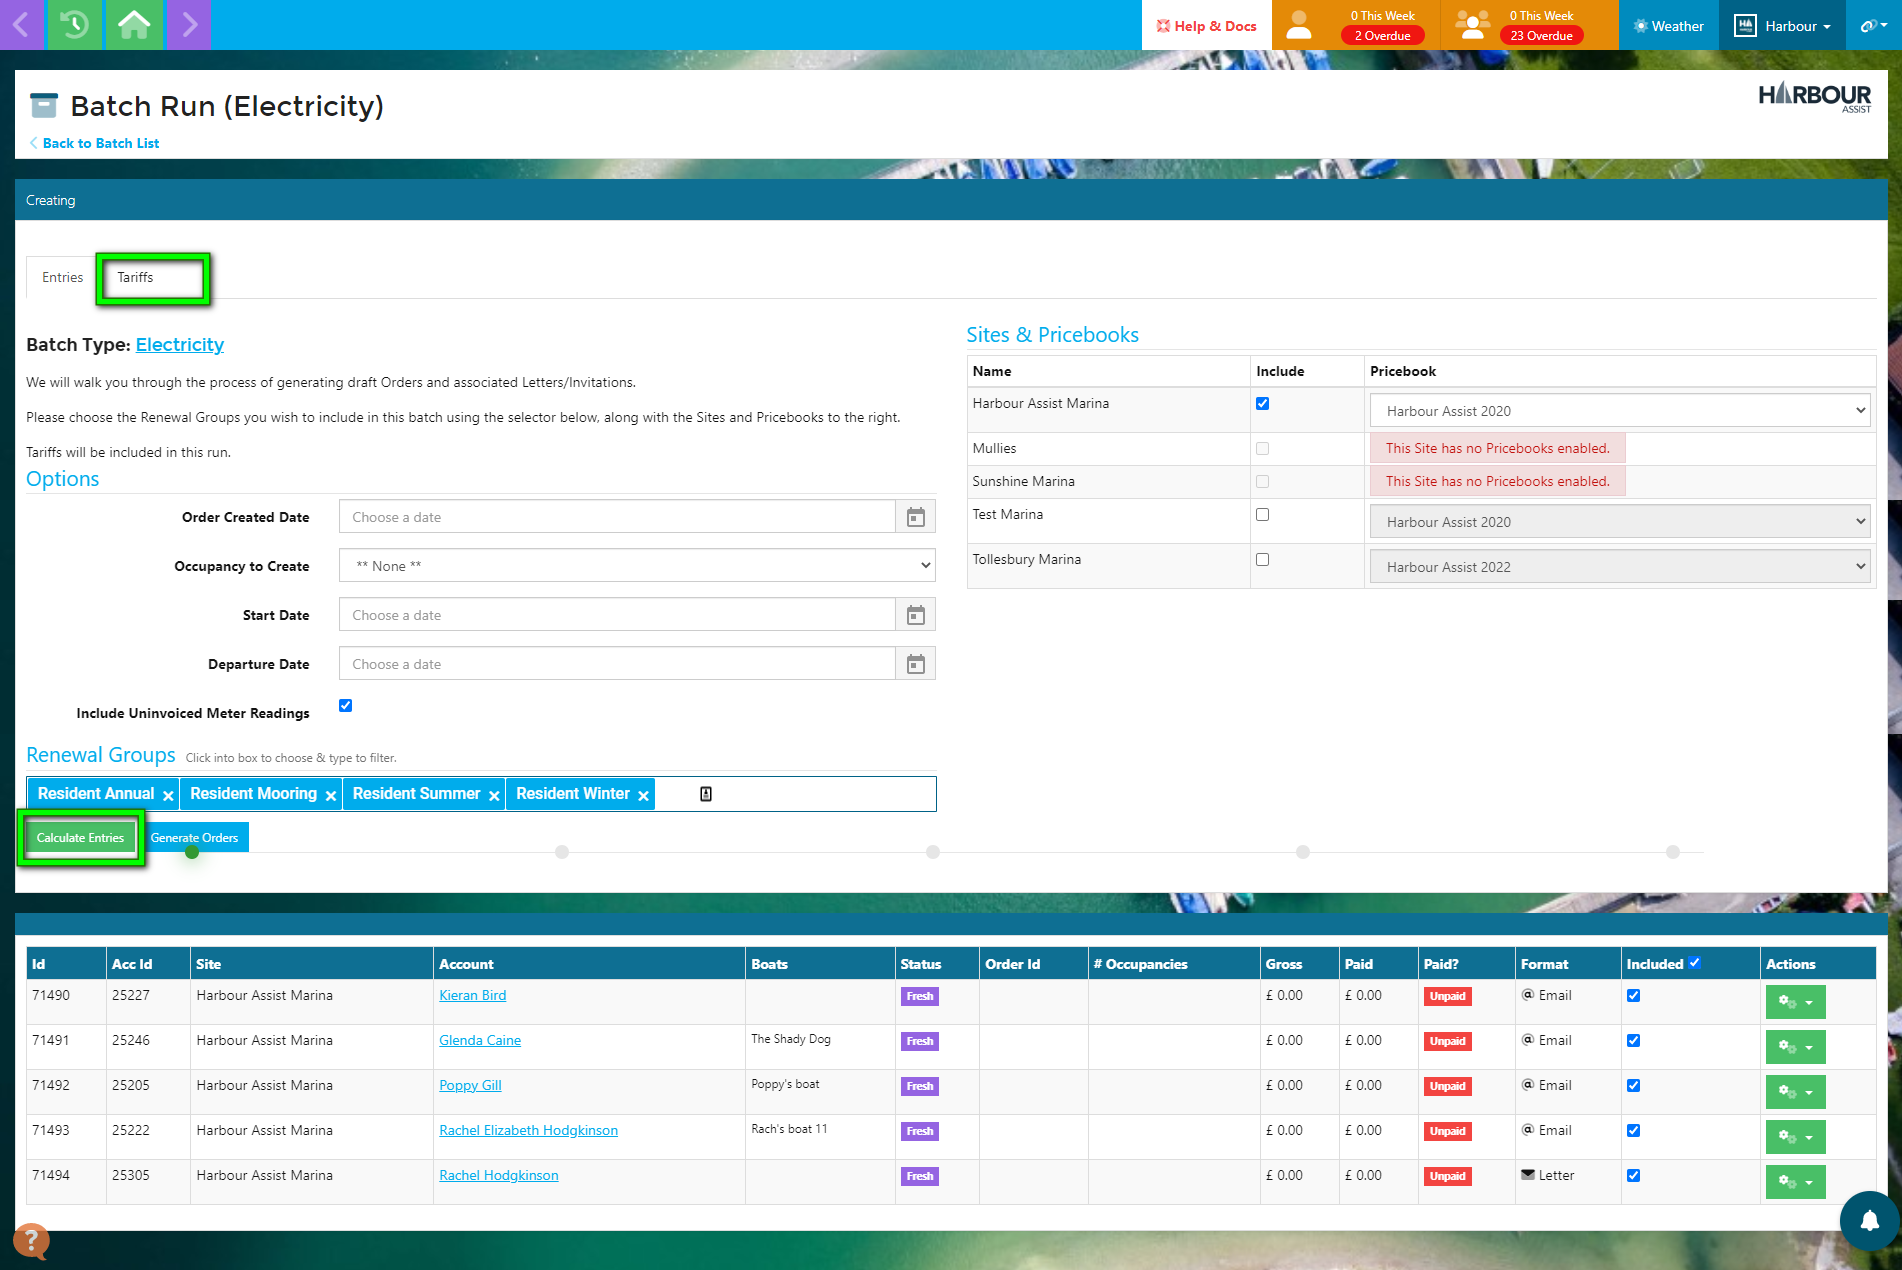 Help & Docs
0 This Week
2 Overdue
0 This Week
23 Overdue
Weather
Harbour
Batch Run (Electricity)
HARBOUR
ASSIST
Back to Batch List
Creating
Entries
Tariffs
Batch Type: Electricity
We will walk you through the process of generating draft Orders and associated Letters/Invitations.
Please choose the Renewal Groups you wish to include in this batch using the selector below, along with the Sites and Pricebooks to the right.
Tariffs will be included in this run.
Options
Order Created Date
Choose a date
Occupancy to Create
** None **
Start Date
Choose a date
Departure Date
Choose a date
Include Uninvoiced Meter Readings
Renewal Groups Click into box to choose & type to filter.
Resident Annual × Resident Mooring × Resident Summer × Resident Winter ×
Calculate Entries
Generate Orders
Sites & Pricebooks
Name Include Pricebook
Harbour Assist Marina Harbour Assist 2020
Mullies This Site has no Pricebooks enabled.
Sunshine Marina This Site has no Pricebooks enabled.
Test Marina Harbour Assist 2020
Tollesbury Marina Harbour Assist 2022
Id Acc Id Site Account Boats Status Order Id # Occupancies Gross Paid Paid? Format Included Actions
71490 25227 Harbour Assist Marina Kieran Bird Fresh £ 0.00 £ 0.00 Unpaid @ Email
71491 25246 Harbour Assist Marina Glenda Caine The Shady Dog Fresh £ 0.00 £ 0.00 Unpaid @ Email
71492 25205 Harbour Assist Marina Poppy Gill Poppy's boat Fresh £ 0.00 £ 0.00 Unpaid @ Email
71493 25222 Harbour Assist Marina Rachel Elizabeth Hodgkinson Rach's boat 11 Fresh £ 0.00 £ 0.00 Unpaid @ Email
71494 25305 Harbour Assist Marina Rachel Hodgkinson Fresh £ 0.00 £ 0.00 Unpaid Letter
?